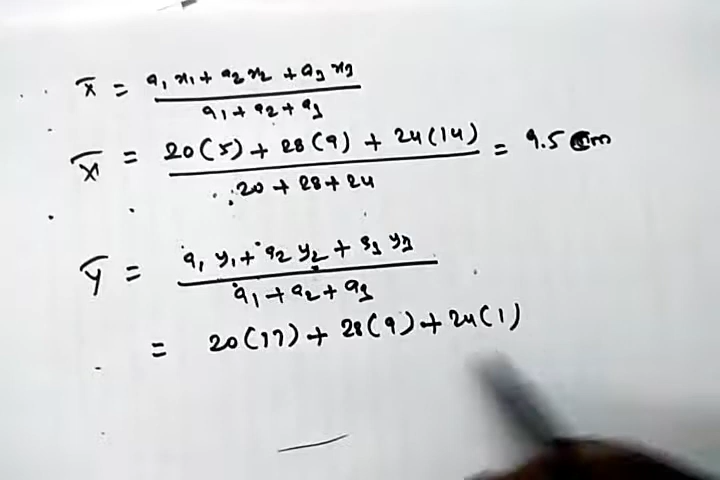 x̄ = a₁x₁ + a₂x₂ + a₃x₃
a₁ + a₂ + a₃
x̄ = 20(5) + 28(9) + 24(14) = 9.5 cm
20 + 28 + 24
ȳ = a₁y₁ + a₂y₂ + a₃y₃
a₁ + a₂ + a₃
= 20(17) + 28(9) + 24(1)